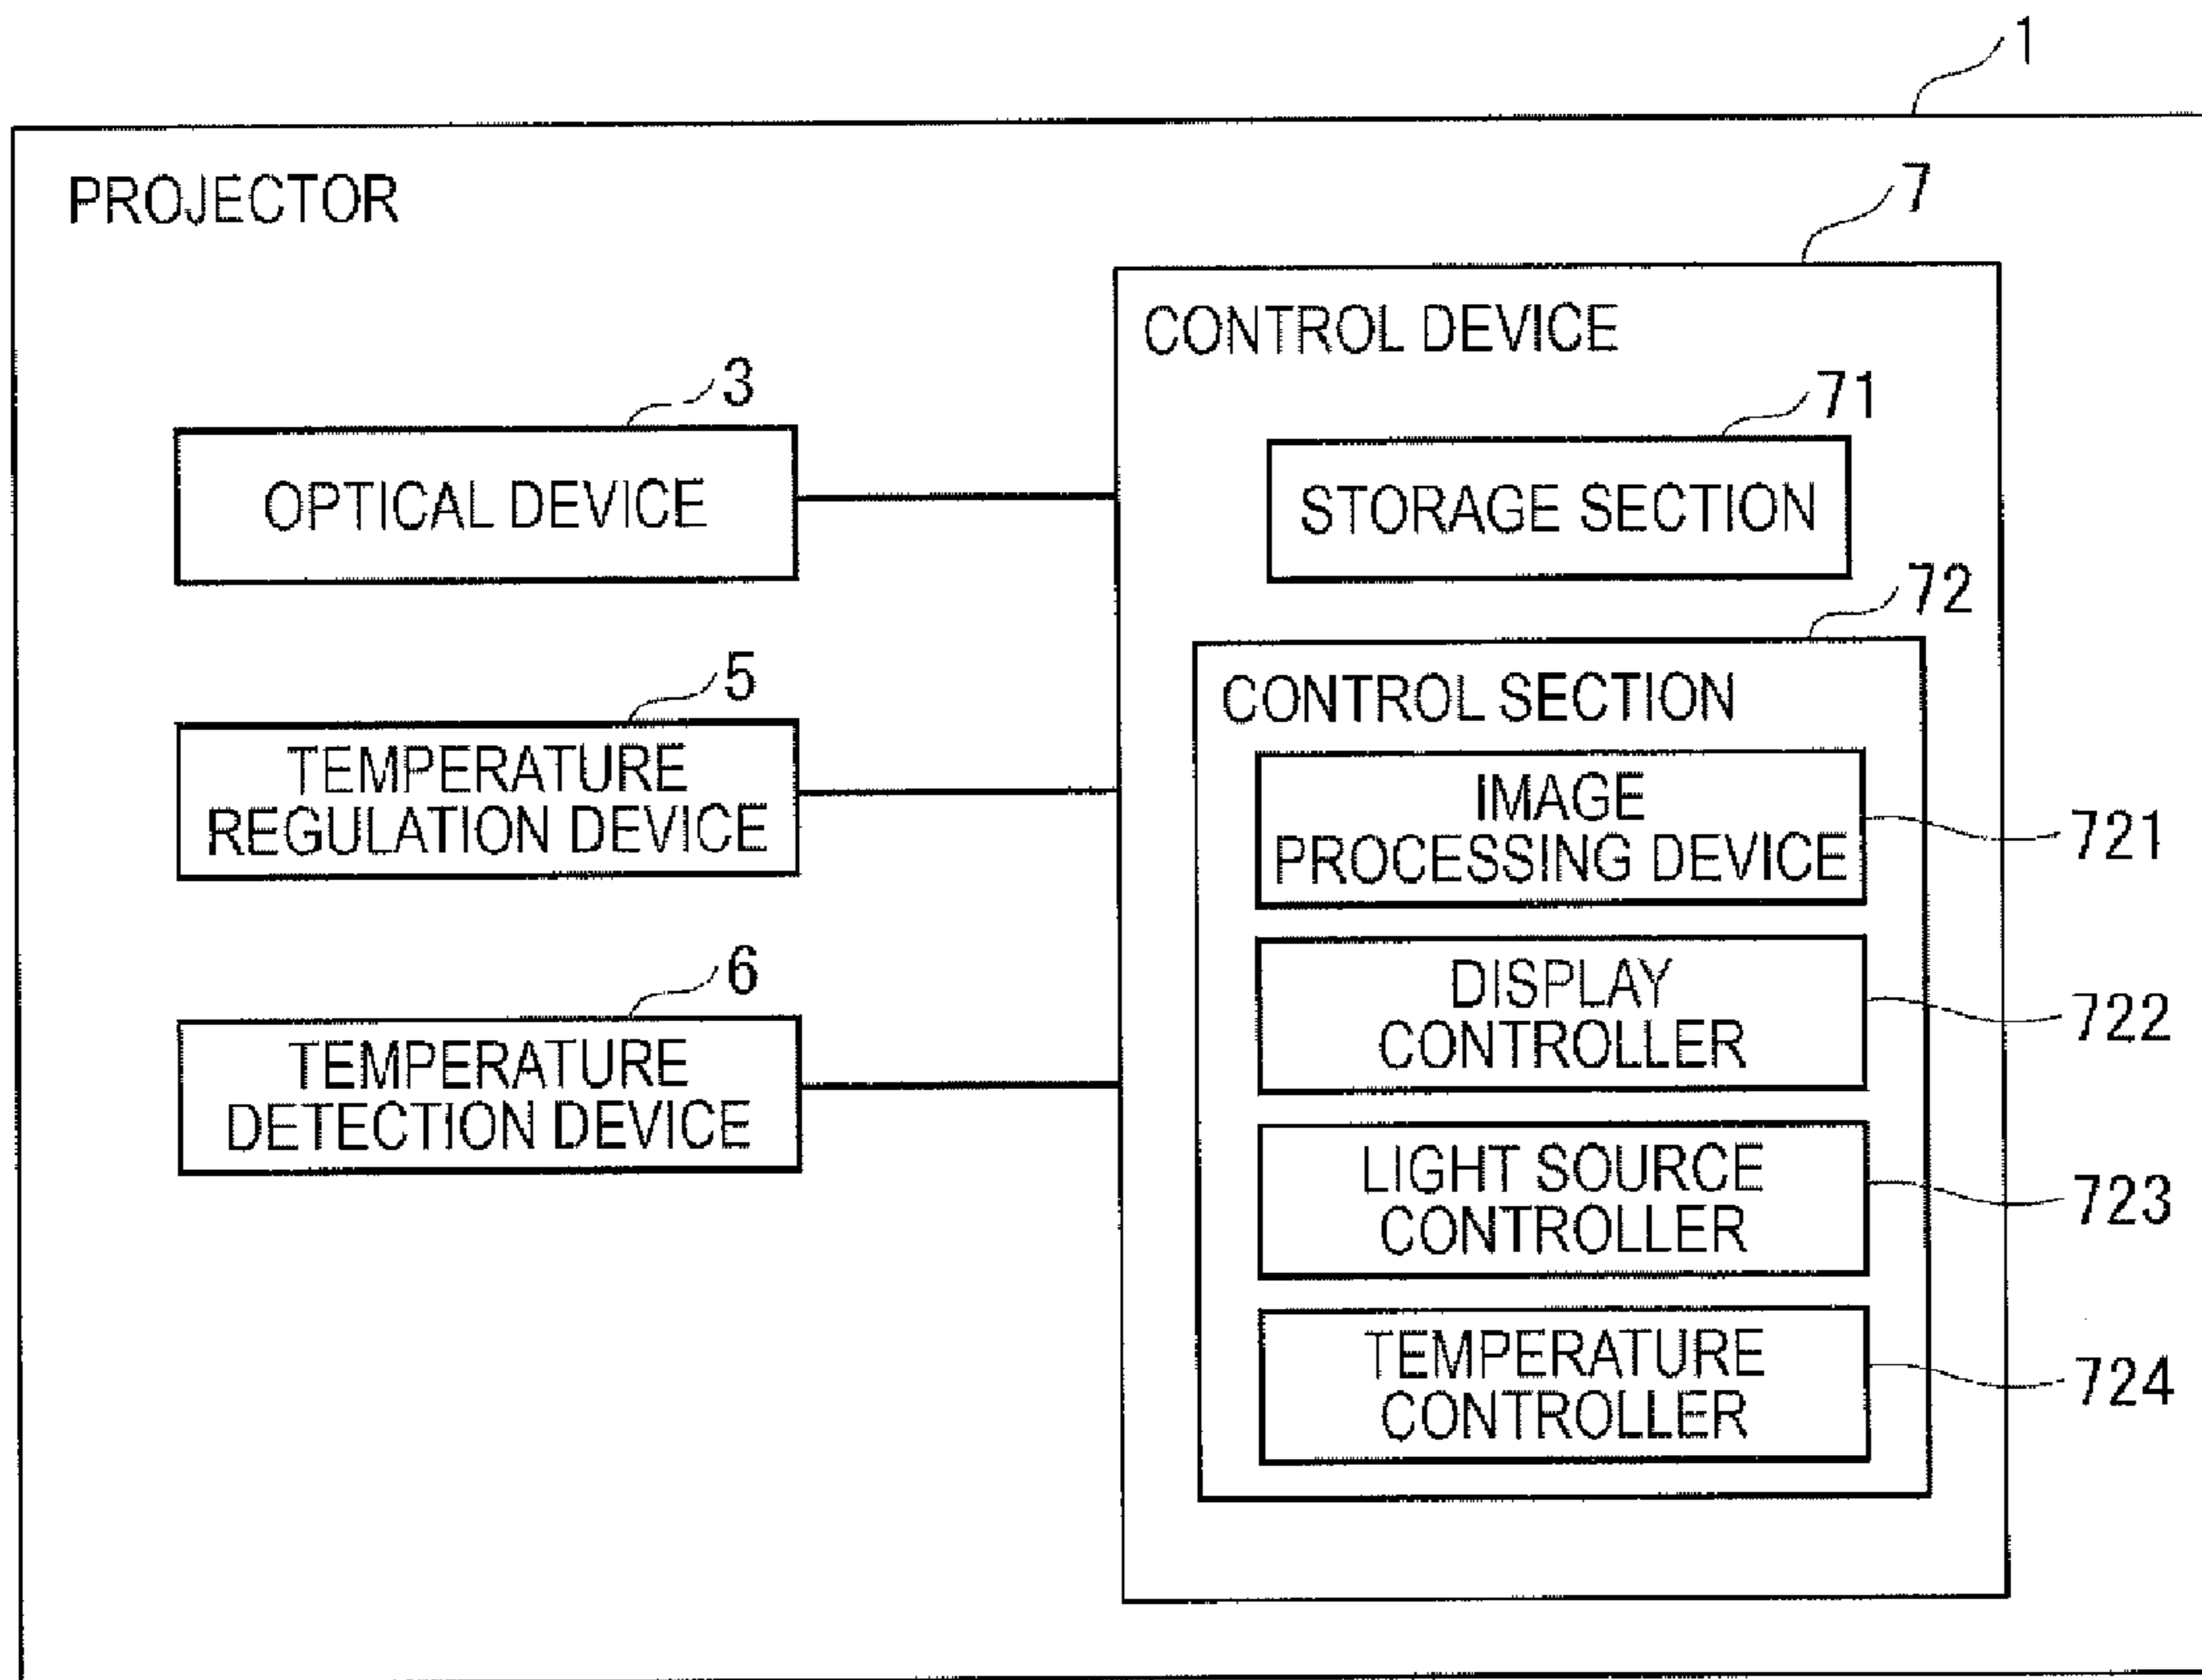 1
PROJECTOR
7
CONTROL DEVICE
3
OPTICAL DEVICE
71
STORAGE SECTION
72
CONTROL SECTION
5
TEMPERATURE
REGULATION DEVICE
IMAGE
PROCESSING DEVICE
721
6
TEMPERATURE
DETECTION DEVICE
DISPLAY
CONTROLLER
722
LIGHT SOURCE
CONTROLLER
723
TEMPERATURE
CONTROLLER
724